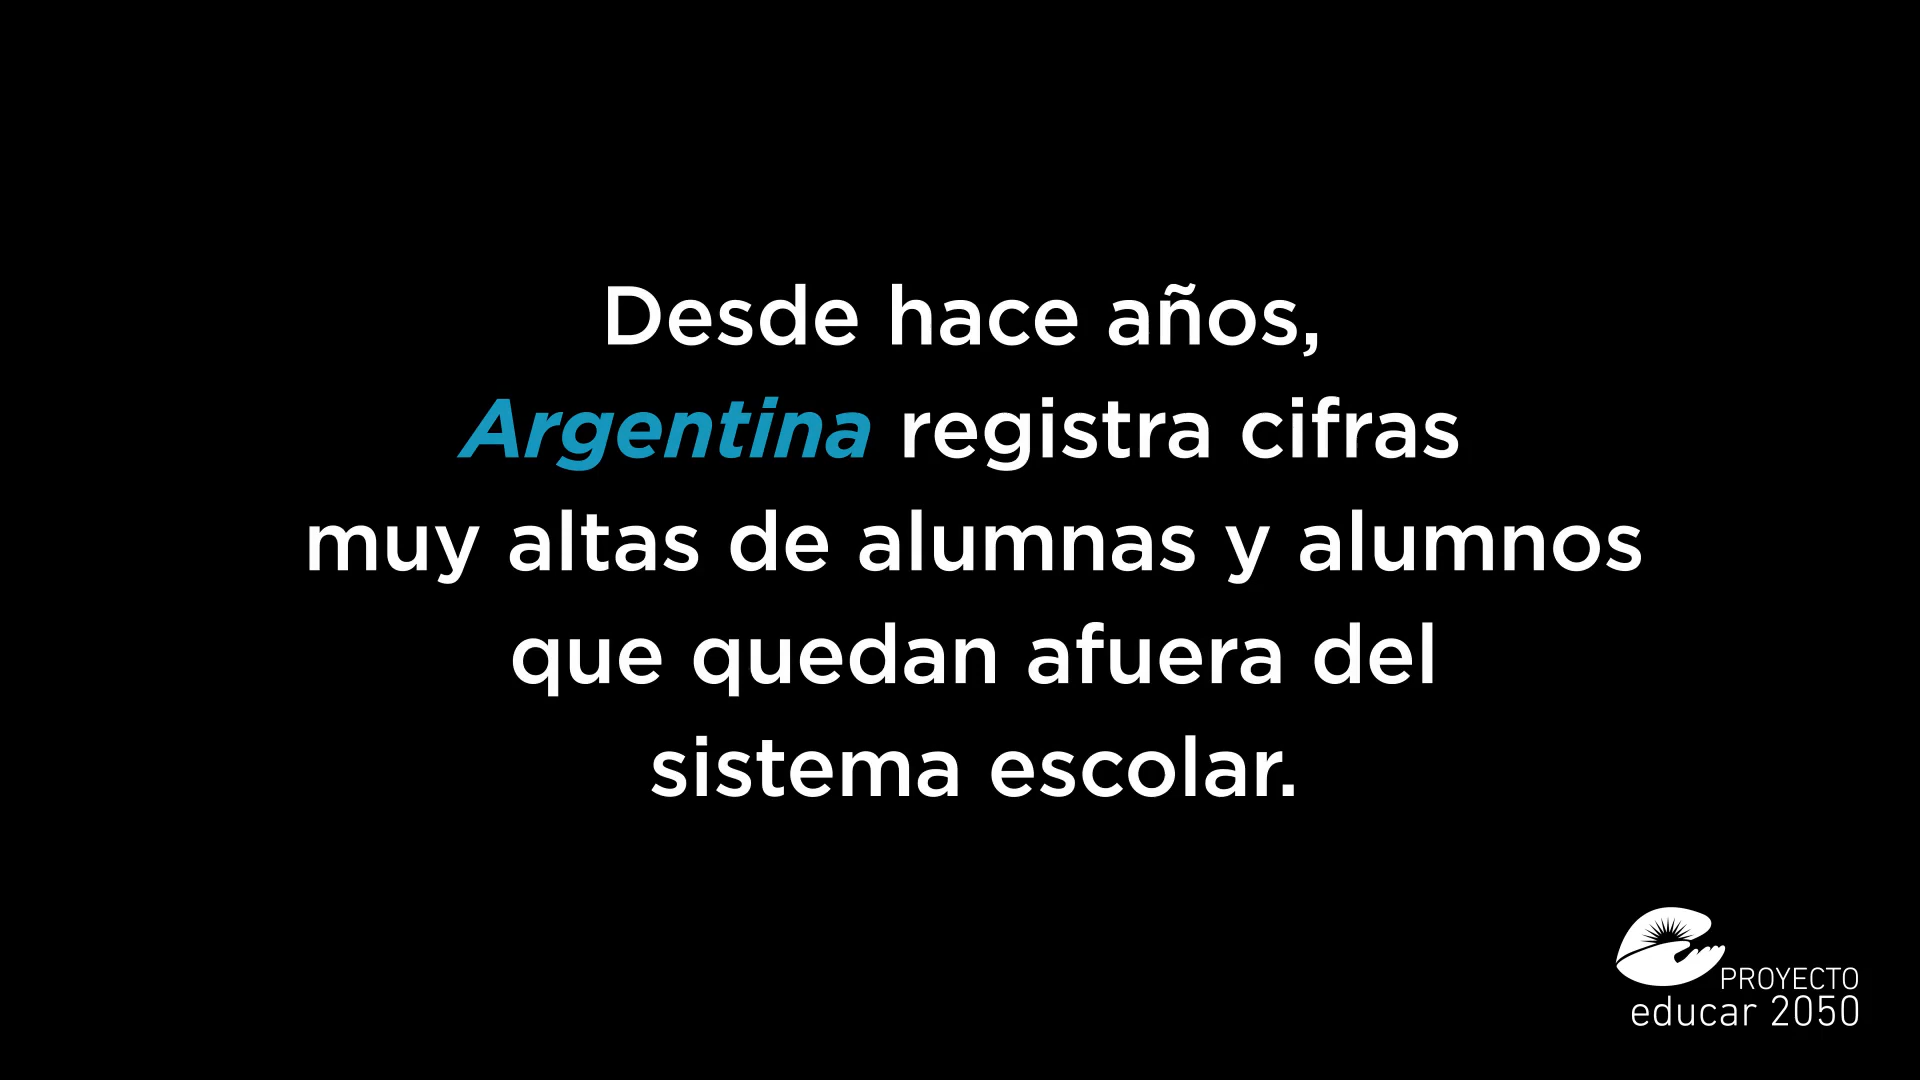 Desde hace años,
Argentina registra cifras
muy altas de alumnas y alumnos
que quedan afuera del
sistema escolar.
PROYECTO
educar 2050